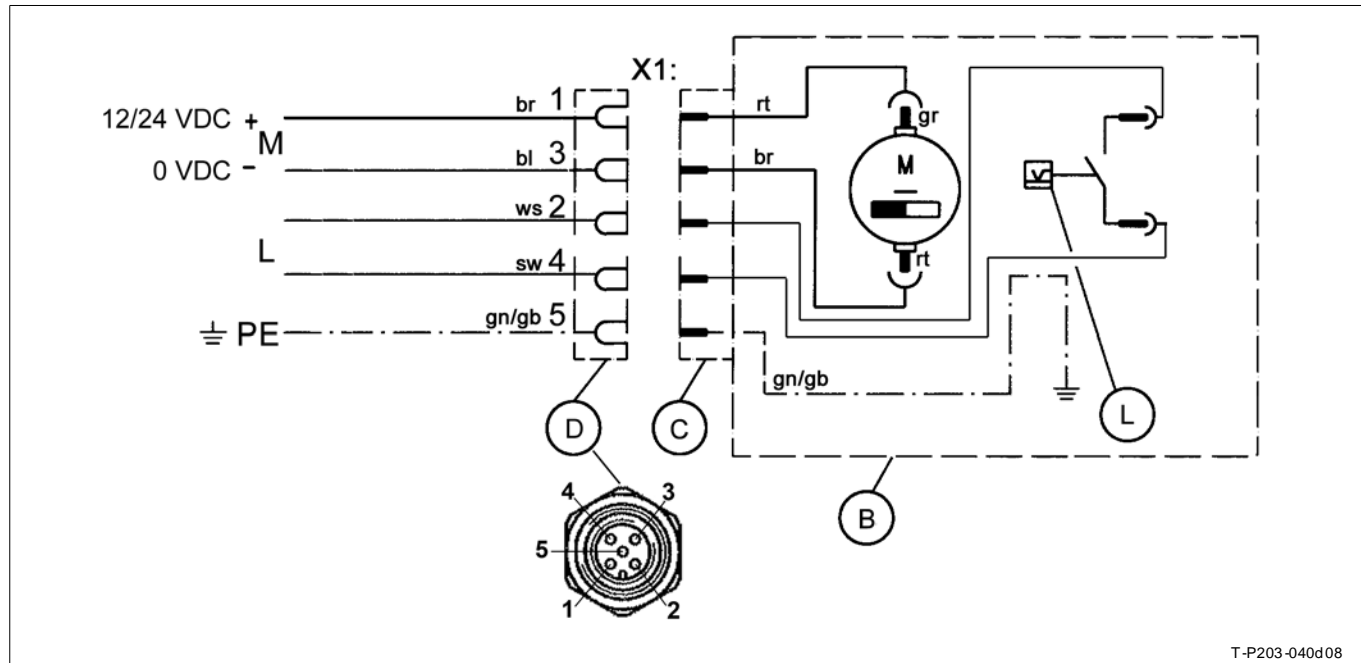 X1:
12/24 VDC +
M
0 VDC -
L
PE
br 1
bl 3
ws 2
sw 4
gn/gb 5
rt
br
gn/gb
gr
M
rt
D
C
L
B
4 3
5
1 2
T-P203-040d08